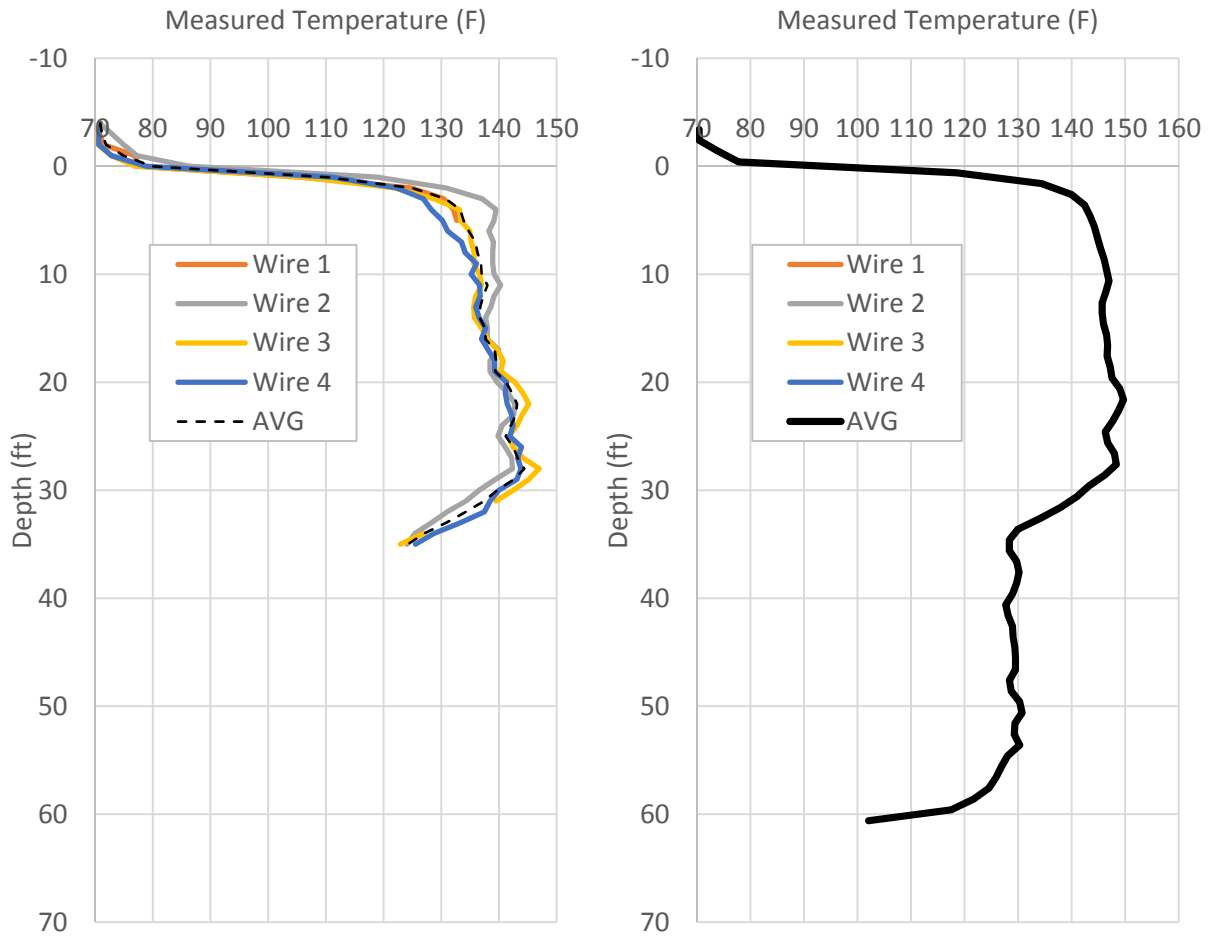 Measured Temperature (F)
-10
70 80 90 100 110 120 130 140 150
0
10
20
30
40
50
60
70
Depth (ft)
Wire 1
Wire 2
Wire 3
Wire 4
AVG
Measured Temperature (F)
-10
70 80 90 100 110 120 130 140 150 160
0
10
20
30
40
50
60
70
Depth (ft)
Wire 1
Wire 2
Wire 3
Wire 4
AVG